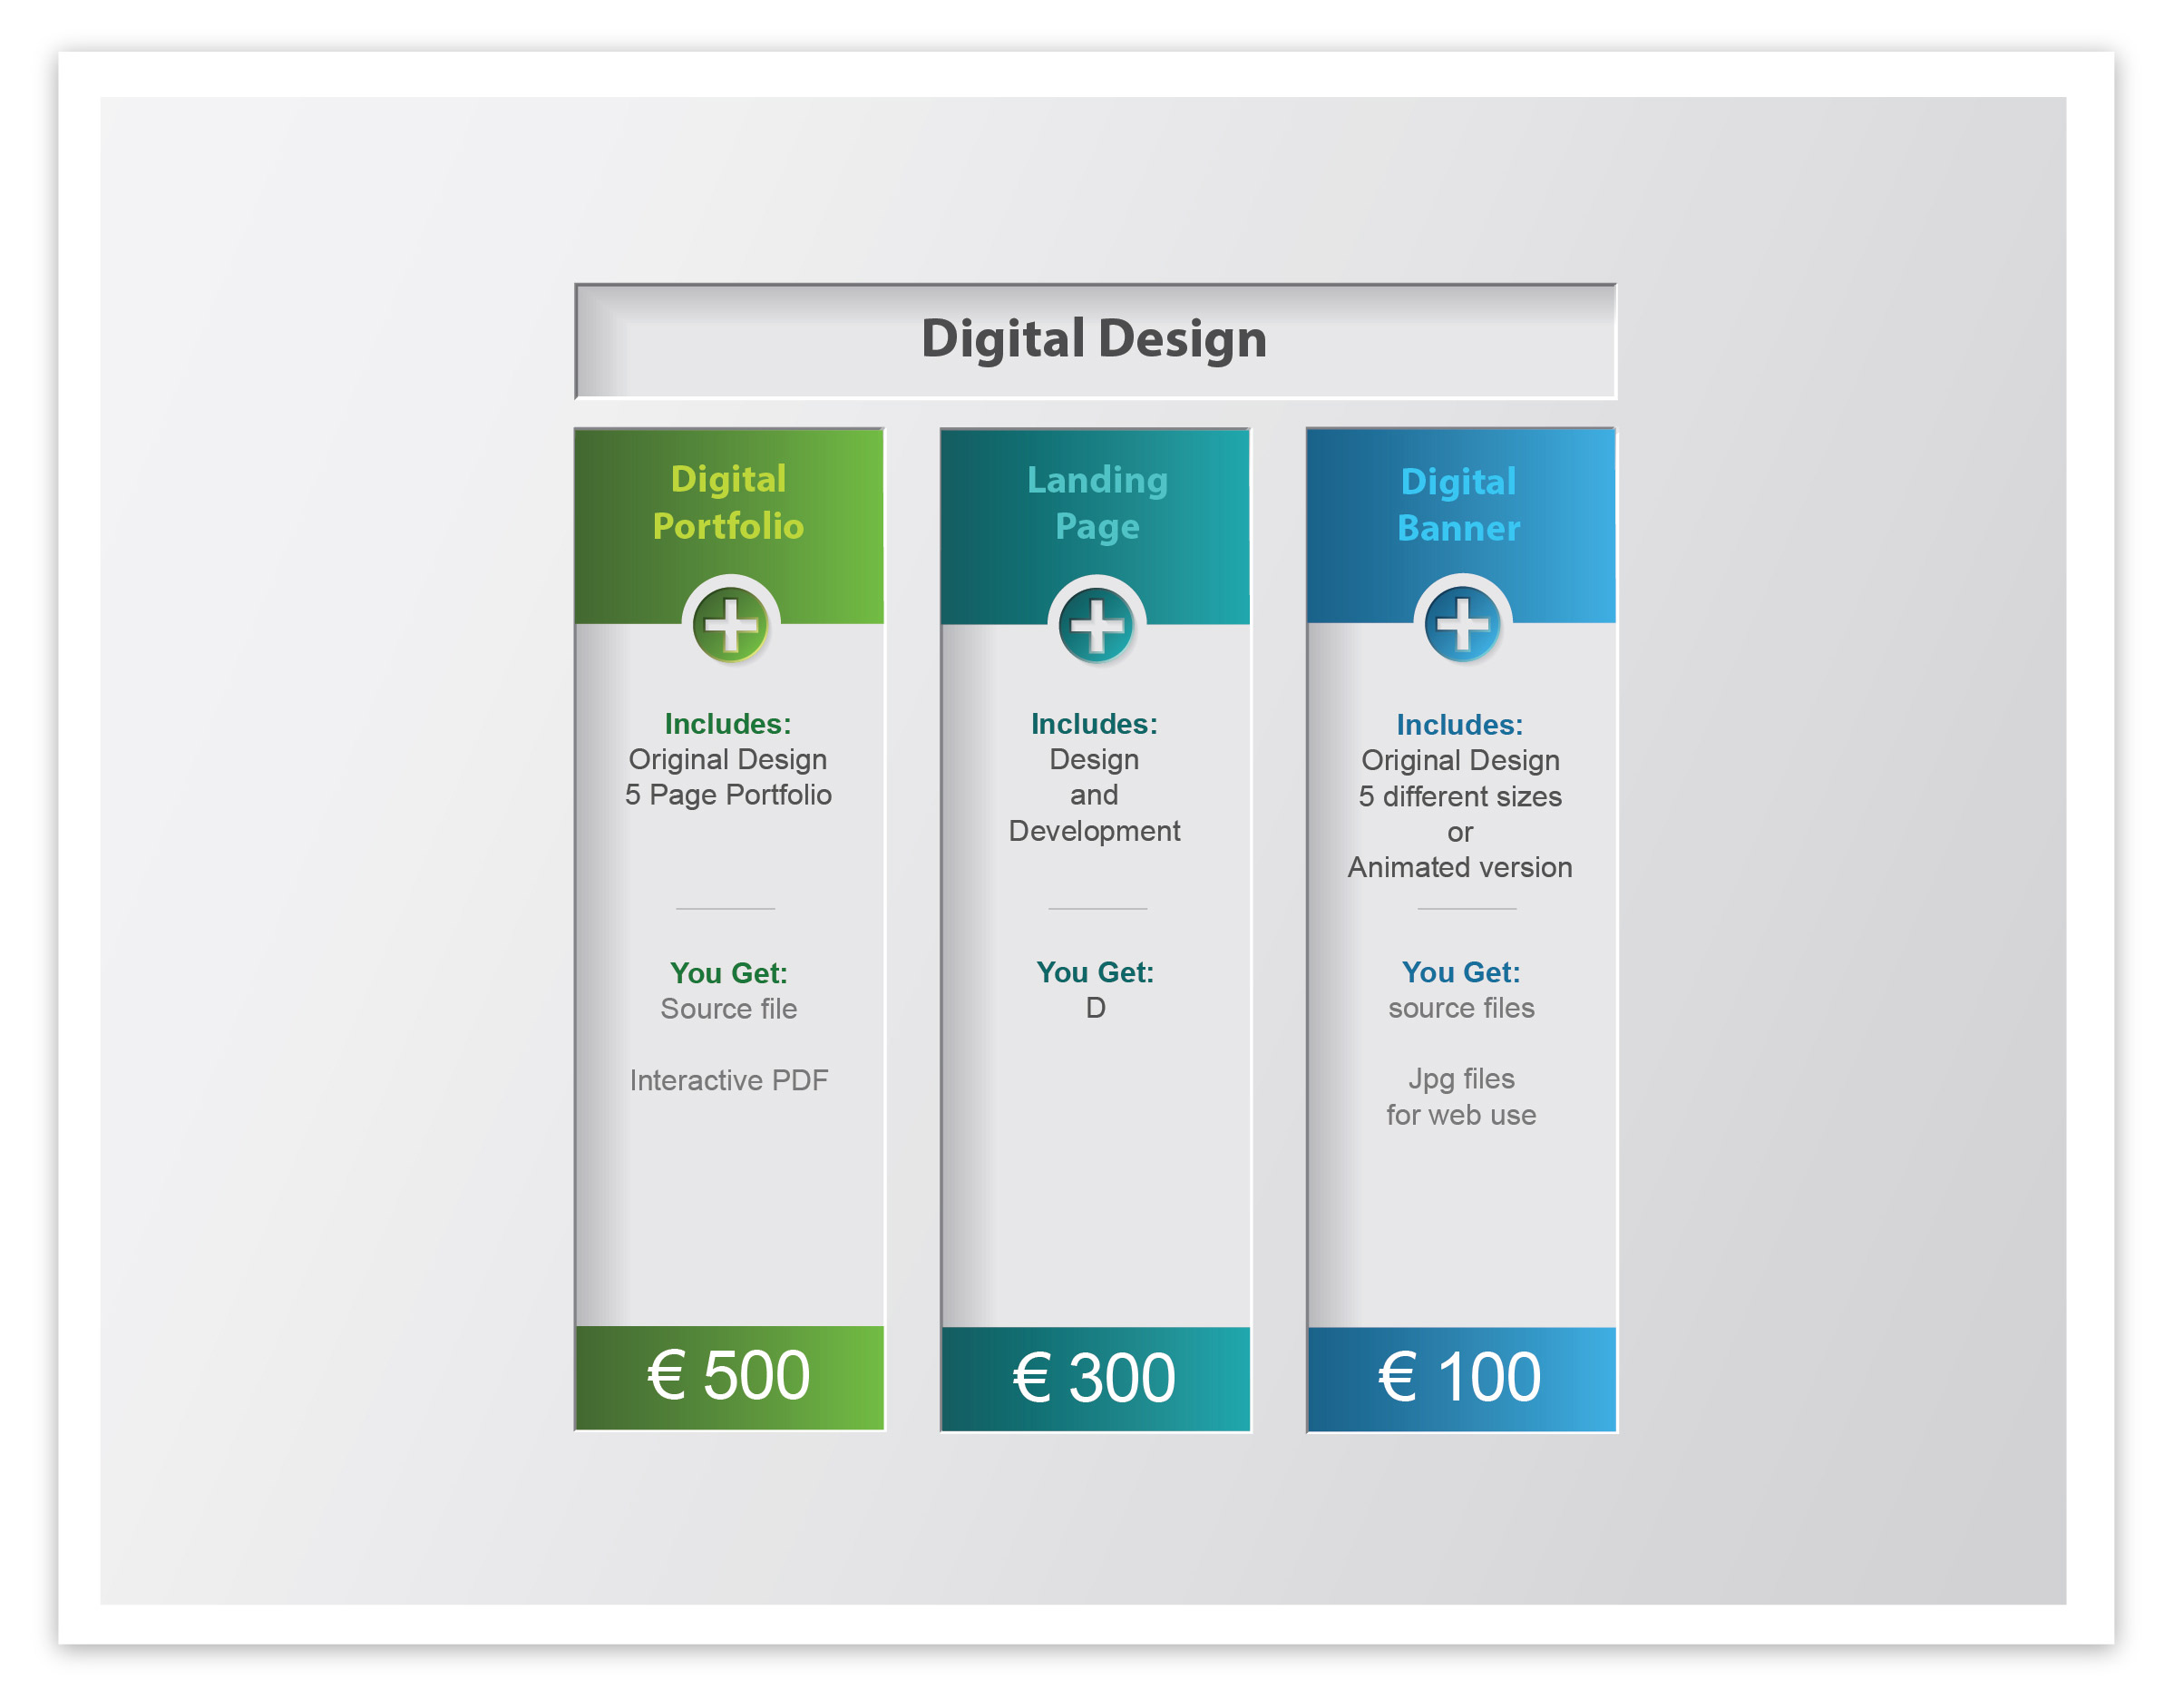 Digital Design
Digital
Portfolio
Includes:
Original Design
5 Page Portfolio
You Get:
Source file
Interactive PDF
€ 500
Landing
Page
Includes:
Design
and
Development
You Get:
D
€ 300
Digital
Banner
Includes:
Original Design
5 different sizes
or
Animated version
You Get:
source files
Jpg files
for web use
€ 100